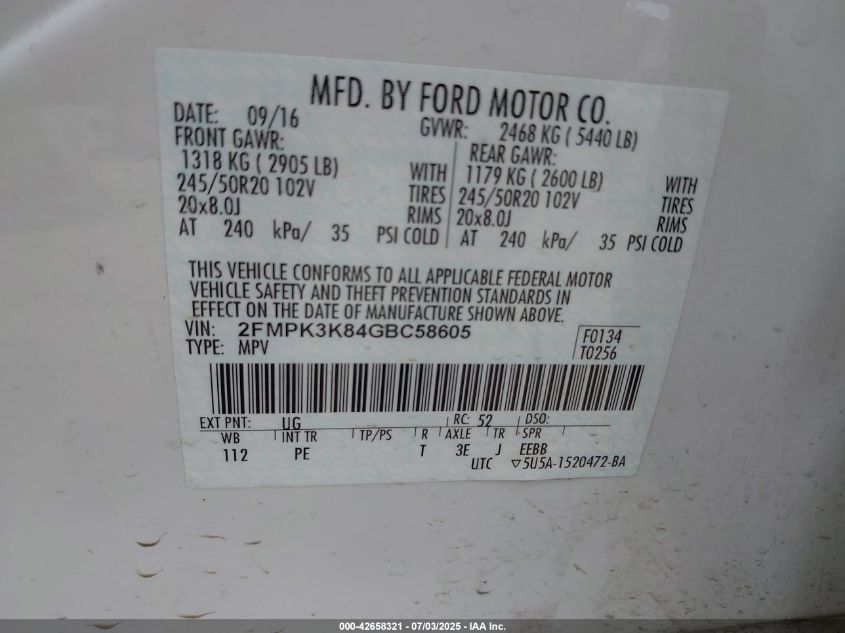 MFD. BY FORD MOTOR CO.
DATE: 09/16 GVWR: 2468 KG ( 5440 LB)
FRONT GAWR: REAR GAWR:
1318 KG ( 2905 LB) WITH 1179 KG ( 2600 LB) WITH
245/50R20 102V TIRES 245/50R20 102V TIRES
20x8.0J RIMS 20x8.0J RIMS
AT 240 kPa/ 35 PSI COLD AT 240 kPa/ 35 PSI COLD
THIS VEHICLE CONFORMS TO ALL APPLICABLE FEDERAL MOTOR
VEHICLE SAFETY AND THEFT PREVENTION STANDARDS IN
EFFECT ON THE DATE OF MANUFACTURE SHOWN ABOVE.
VIN: 2FMPK3K84GBC58605 F0134
TYPE: MPV T0256
EXT PNT: UG RC: 52 DSO:
WB INT TR TP/PS R AXLE TR SPR
112 PE T 3E J EEBB
UTC ▽5U5A-1520472-BA
000-42658321 - 07/03/2025 - IAA Inc.